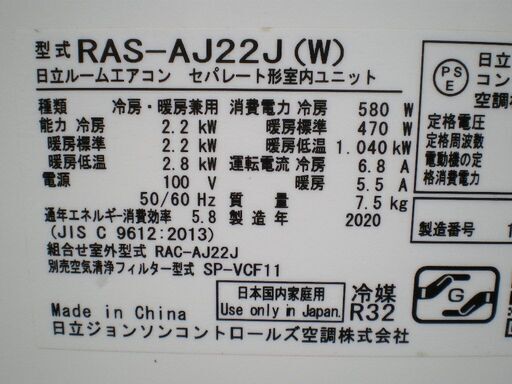 型式 RAS-AJ22J(W)
日立ルームエアコン セパレート形室内ユニット
種類 冷房・暖房兼用 消費電力 冷房 580 W
能力 冷房 2.2 kW 暖房標準 470 W
暖房標準 2.2 kW 暖房低温 1.040 kW
暖房低温 2.8 kW 運転電流 冷房 6.8 A
電源 100 V 暖房 5.5 A
50/60 Hz 質量 7.5 kg
通年エネルギー消費効率 5.8 製造年 2020
(JIS C 9612:2013)
組合せ室外型式 RAC-AJ22J
別売空気清浄フィルター型式 SP-VCF11
日本国内家庭用
Use only in Japan.
冷媒
R32
Made in China
日立ジョンソンコントロールズ空調株式会社
PS
E
日立
コン
空調
定格電圧
定格周波数
電動機の定
格消費電力
製造番号
G